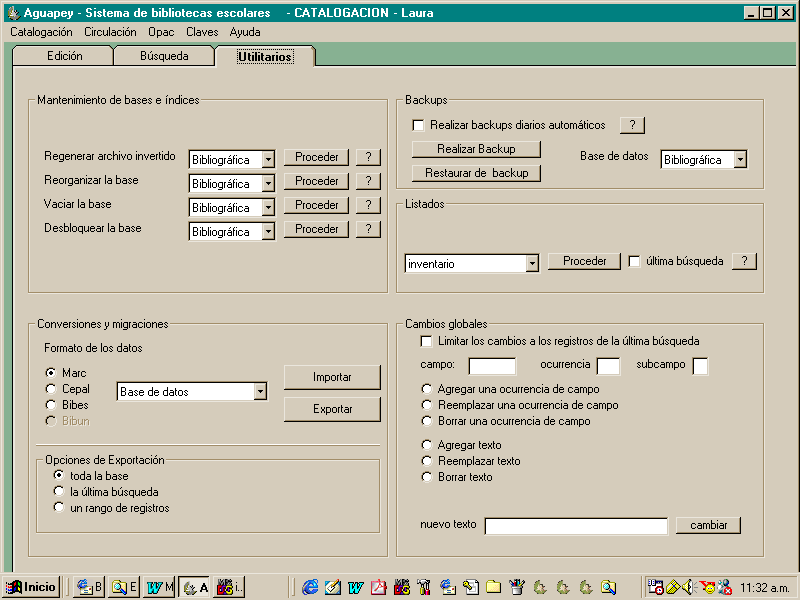 Aguapey - Sistema de bibliotecas escolares - CATALOGACION - Laura
Catalogación Circulación Opac Claves Ayuda
Edición Búsqueda Utilitarios
Mantenimiento de bases e índices
Regenerar archivo invertido Bibliográfica Proceder ?
Reorganizar la base Bibliográfica Proceder ?
Vaciar la base Bibliográfica Proceder ?
Desbloquear la base Bibliográfica Proceder ?
Backups
Realizar backups diarios automáticos ?
Realizar Backup
Base de datos Bibliográfica
Restaurar de backup
Listados
inventario Proceder última búsqueda ?
Conversiones y migraciones
Formato de los datos
Marc
Cepal
Bibes
Bibun
Base de datos
Importar
Exportar
Opciones de Exportación
toda la base
la última búsqueda
un rango de registros
Cambios globales
Limitar los cambios a los registros de la última búsqueda
campo: ocurrencia subcampo
Agregar una ocurrencia de campo
Reemplazar una ocurrencia de campo
Borrar una ocurrencia de campo
Agregar texto
Reemplazar texto
Borrar texto
nuevo texto cambiar
Inicio B E M A i. 11:32 a.m.